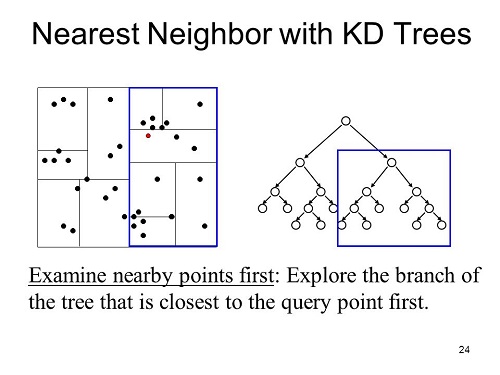 Nearest Neighbor with KD Trees
Examine nearby points first: Explore the branch of
the tree that is closest to the query point first.
24